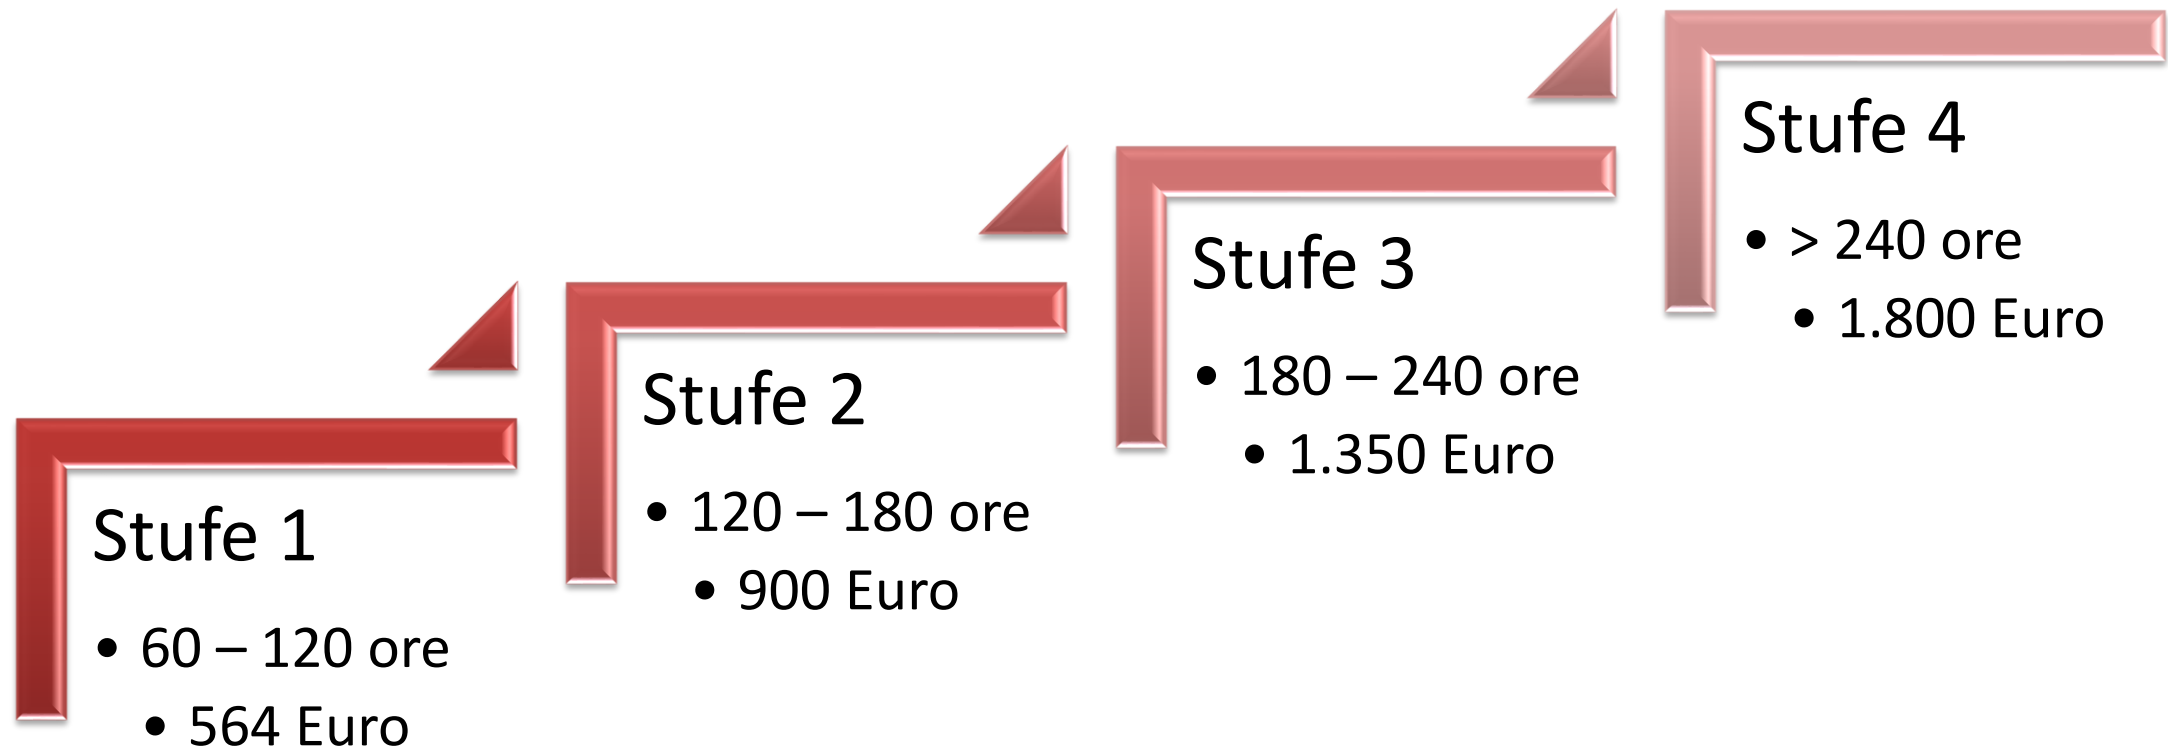 Stufe 1
• 60 – 120 ore
• 564 Euro
Stufe 2
• 120 – 180 ore
• 900 Euro
Stufe 3
• 180 – 240 ore
• 1.350 Euro
Stufe 4
• > 240 ore
• 1.800 Euro